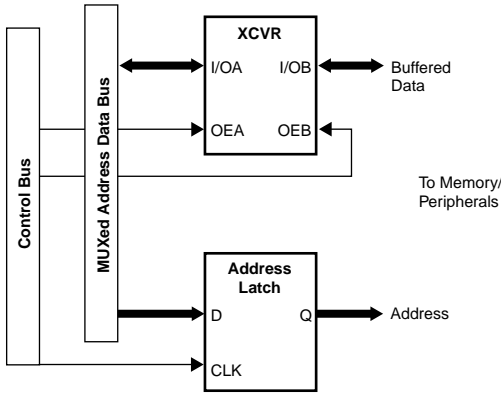 XCVR
I/OA
I/OB
Buffered
Data
OEA
OEB
Control Bus
MUXed Address Data Bus
To Memory/
Peripherals
Address
Latch
D
Q
Address
CLK